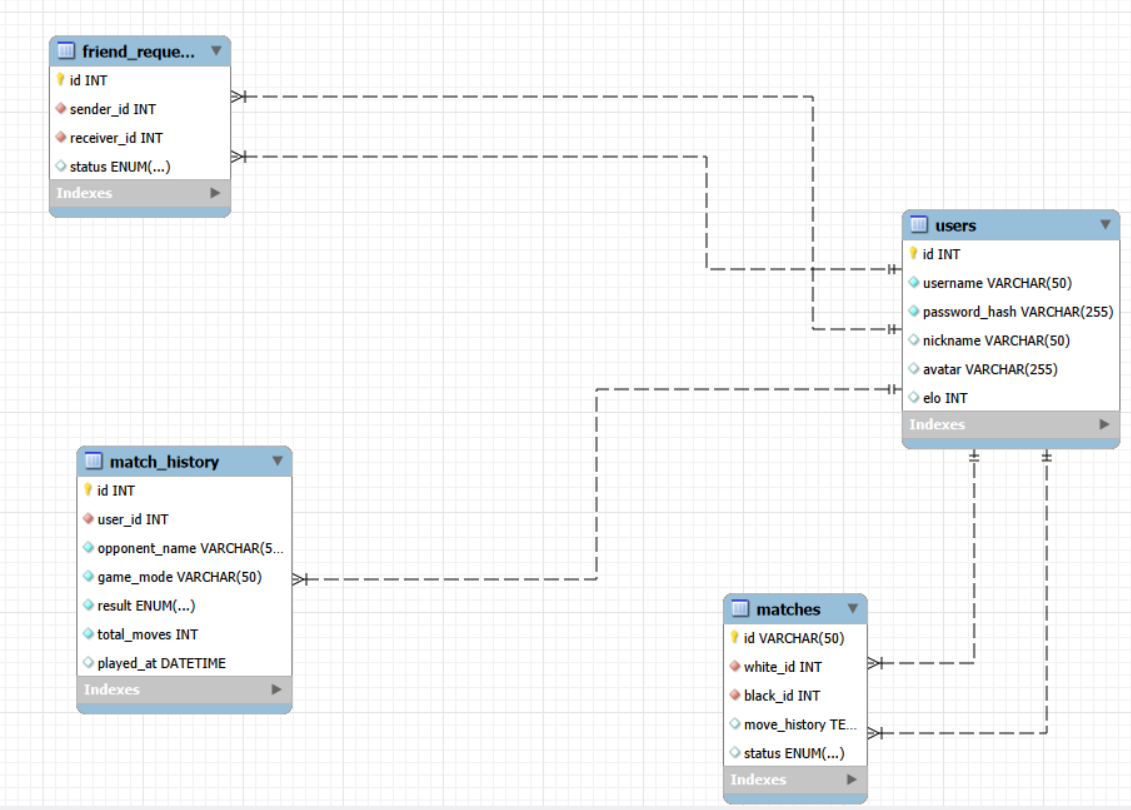 friend_reque...
id INT
sender_id INT
receiver_id INT
status ENUM(...)
Indexes
users
id INT
username VARCHAR(50)
password_hash VARCHAR(255)
nickname VARCHAR(50)
avatar VARCHAR(255)
elo INT
Indexes
match_history
id INT
user_id INT
opponent_name VARCHAR(5...
game_mode VARCHAR(50)
result ENUM(...)
total_moves INT
played_at DATETIME
Indexes
matches
id VARCHAR(50)
white_id INT
black_id INT
move_history TE...
status ENUM(...)
Indexes